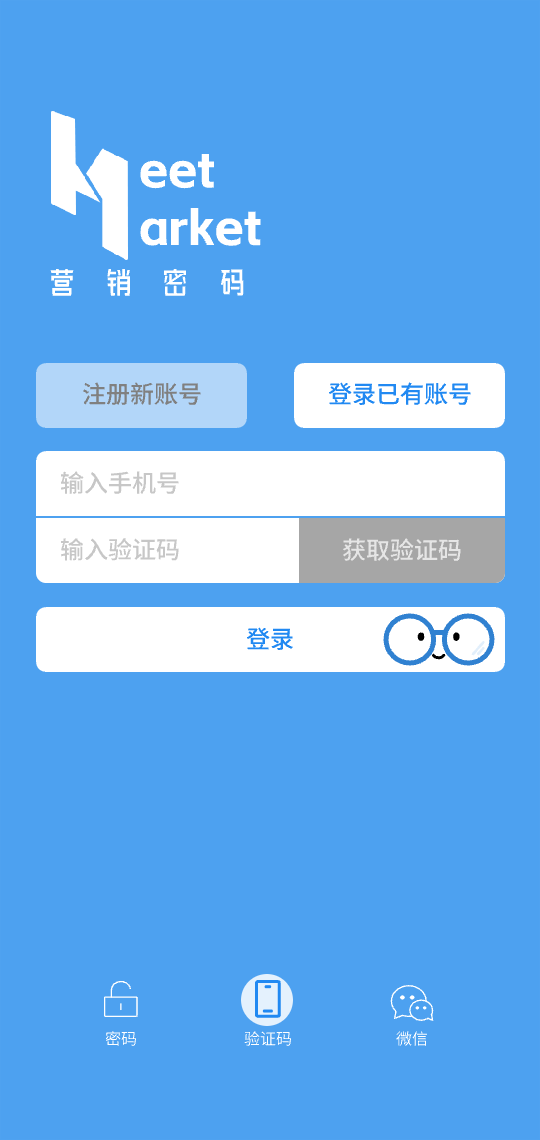 eet
arket
营销密码
注册新账号 登录已有账号
输入手机号
输入验证码 获取验证码
登录
密码 验证码 微信